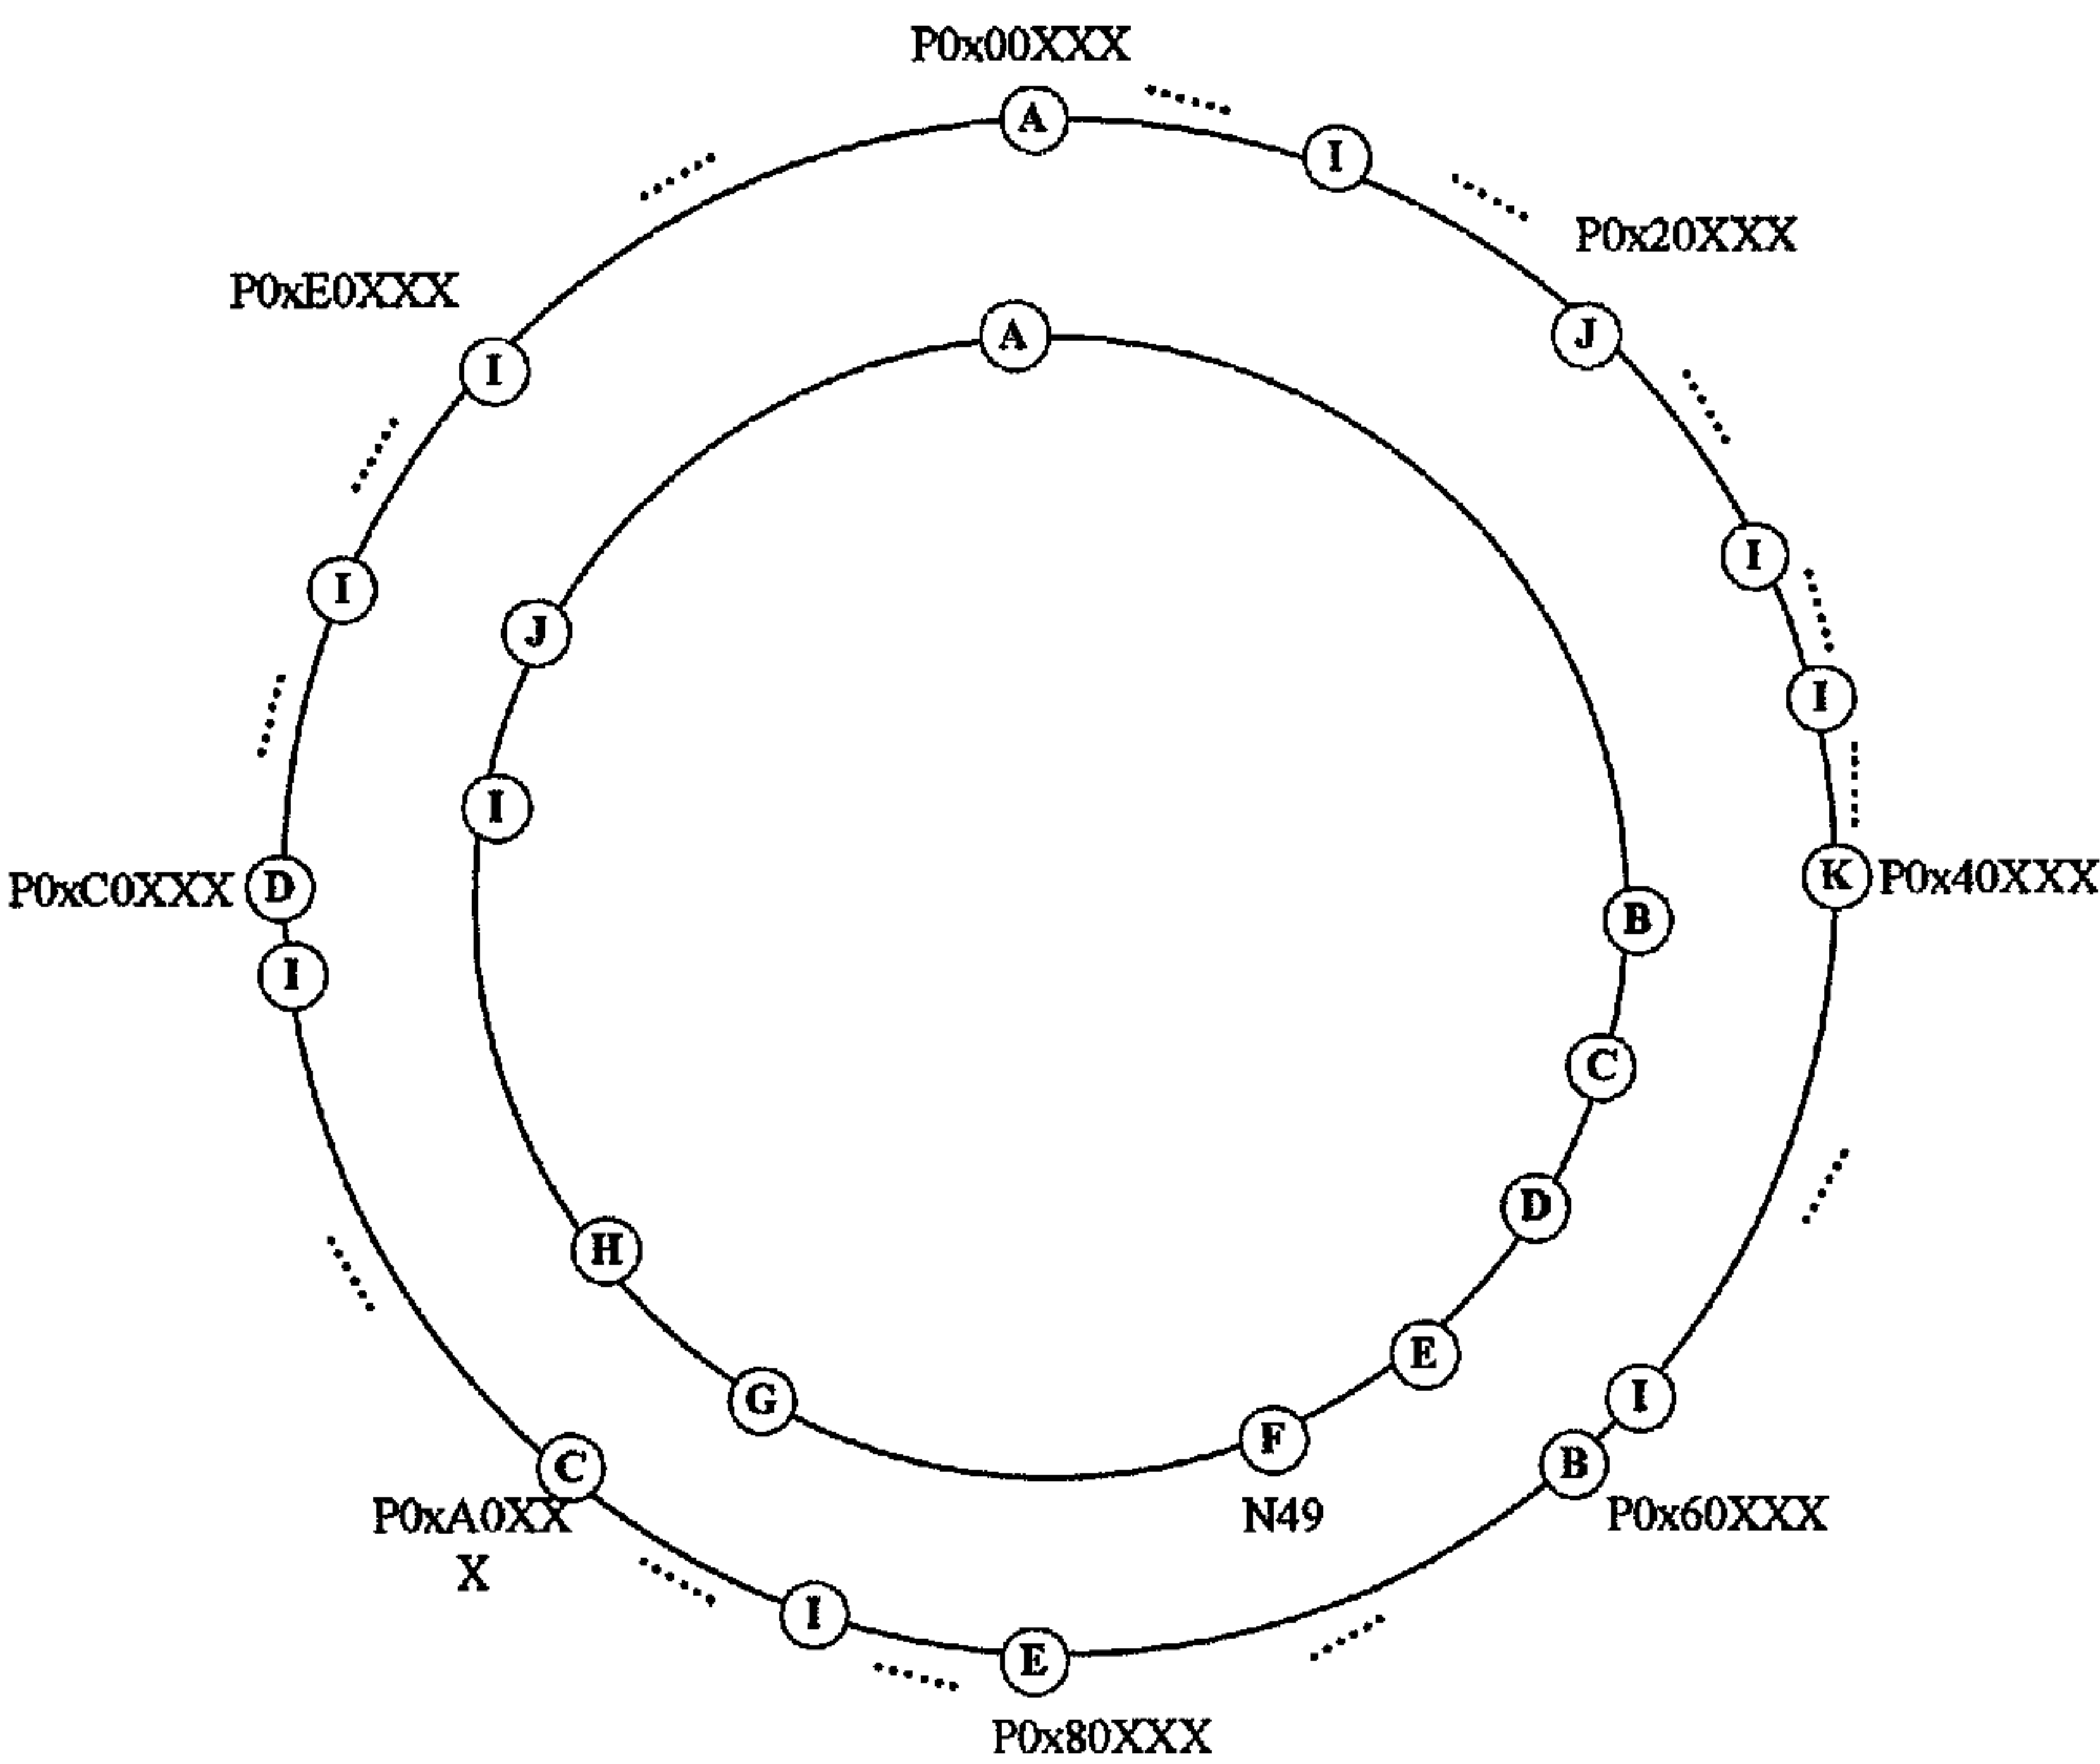 P0x00XXX
A
I
P0x20XXX
P0xE0XXX
J
I
A
I
I
J
I
I
P0xC0XXX
D
K
P0x40XXX
B
I
C
D
H
E
I
G
F
B
C
P0xA0XX
X
N49
P0x60XXX
I
E
P0x80XXX